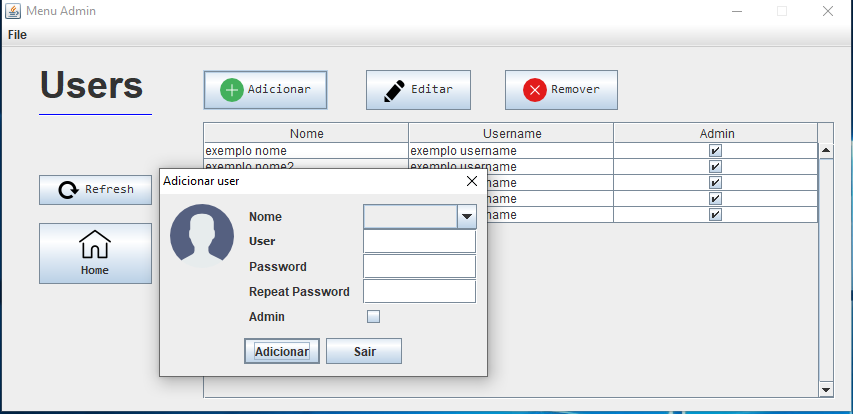 Menu Admin
File
Users
Adicionar
Editar
Remover
Refresh
Home
Nome Username Admin
exemplo nome exemplo username
exemplo nome2 exemplo username
name
name
name
Adicionar user
Nome
User
Password
Repeat Password
Admin
Adicionar Sair